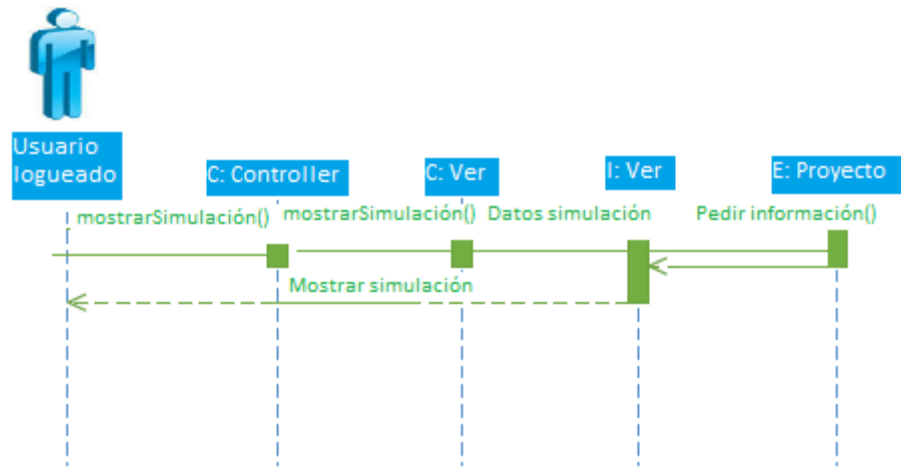 Usuario
logueado
C: Controller
C: Ver
I: Ver
E: Proyecto
mostrarSimulación()
mostrarSimulación()
Datos simulación
Pedir información()
Mostrar simulación